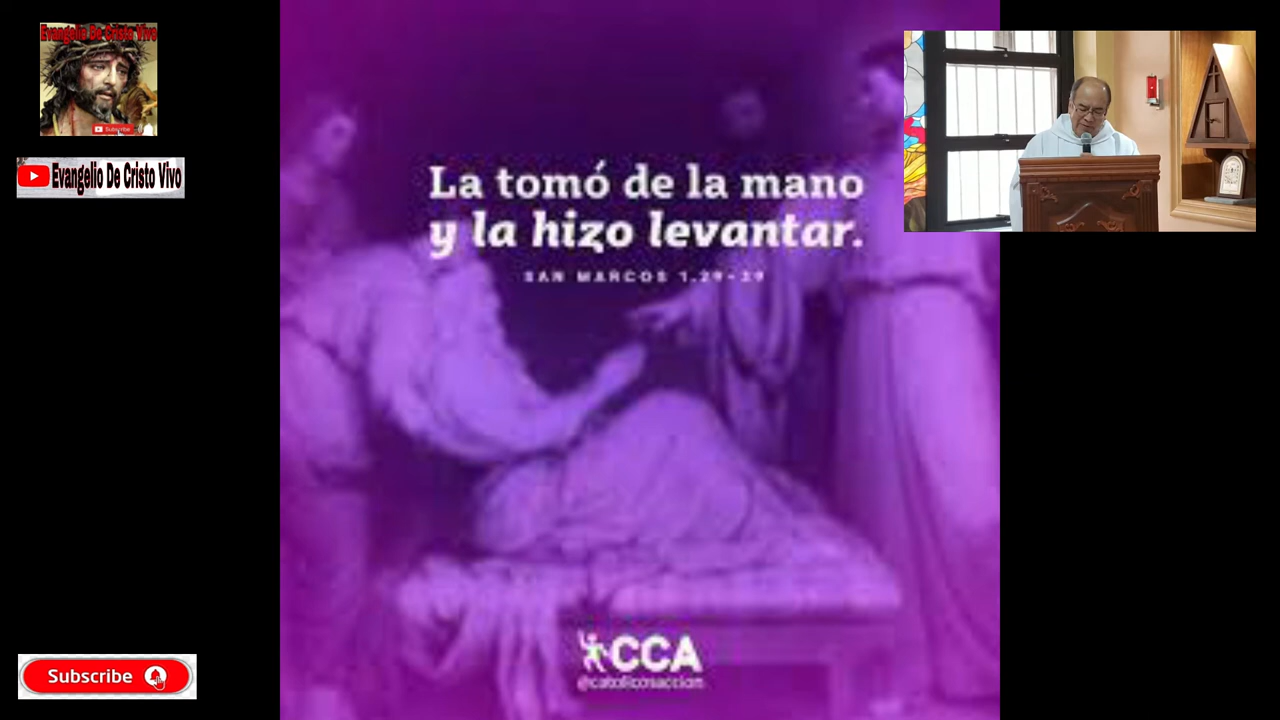 Evangelio De Cristo Vivo
Subscribe
Evangelio De Cristo Vivo
La tomó de la mano
y la hizo levantar.
SAN MARCOS 1.29-39
CCA
@catolicosaccion
Subscribe